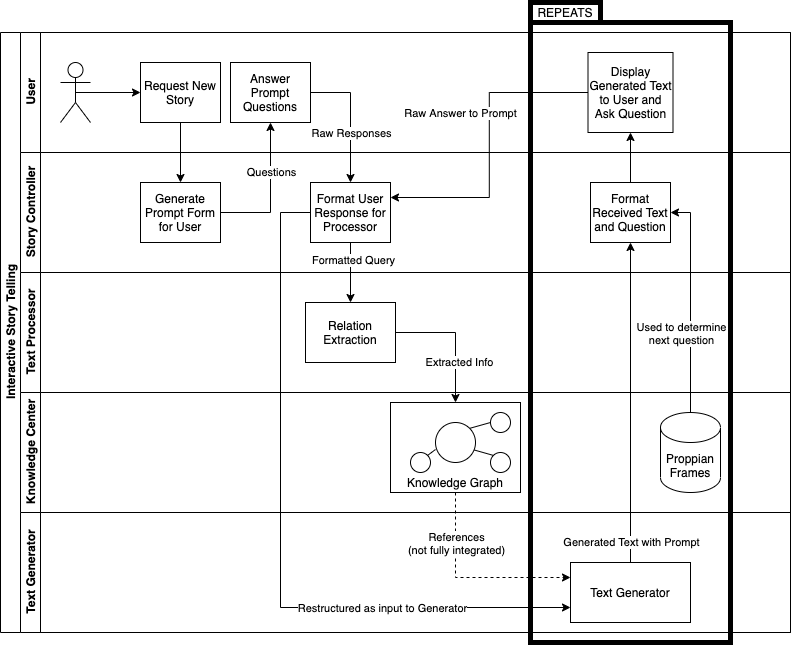 REPEATS
Interactive Story Telling
User
Request New
Story
Answer
Prompt
Questions
Raw Responses
Raw Answer to Prompt
Display
Generated Text
to User and
Ask Question
Story Controller
Questions
Generate
Prompt Form
for User
Format User
Response for
Processor
Format
Received Text
and Question
Formatted Query
Text Processor
Relation
Extraction
Extracted Info
Used to determine
next question
Knowledge Center
Knowledge Graph
Proppian
Frames
Text Generator
References
(not fully integrated)
Generated Text with Prompt
Text Generator
Restructured as input to Generator